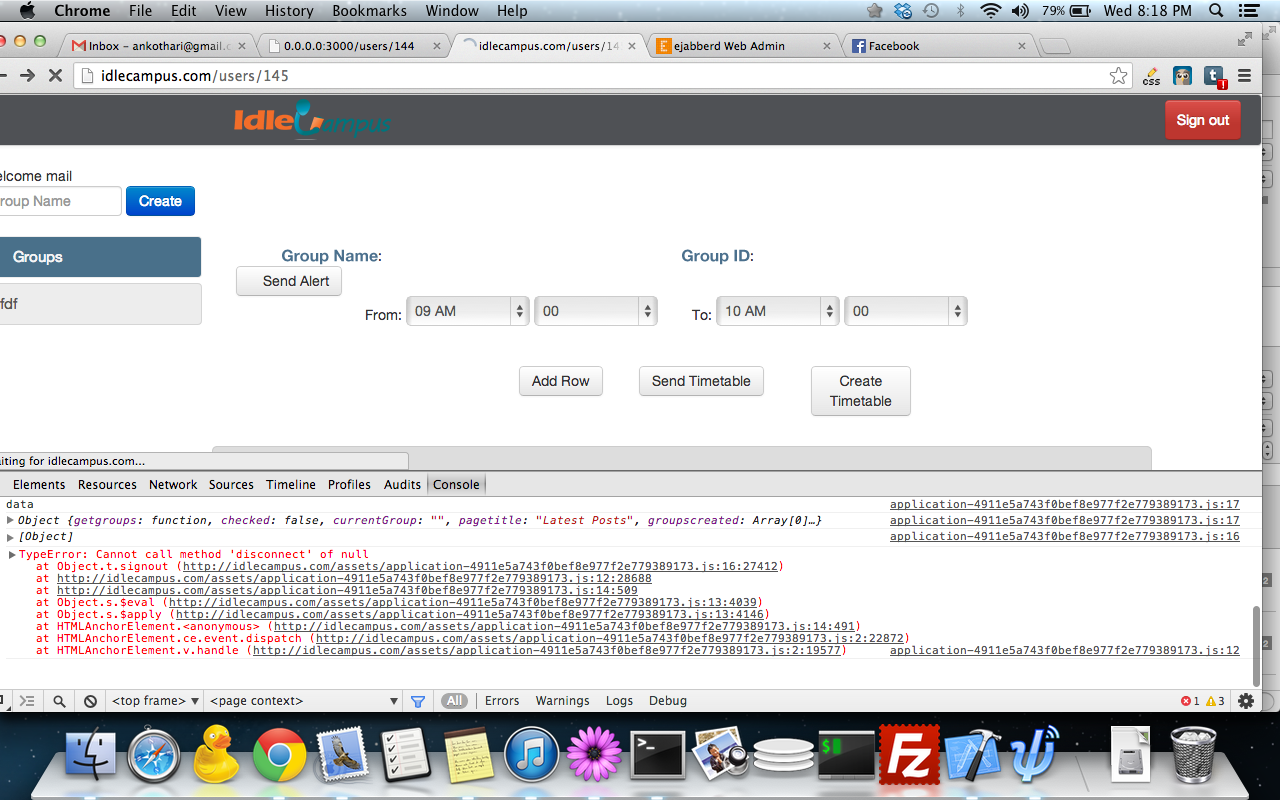 Chrome File Edit View History Bookmarks Window Help 79% Wed 8:18 PM
Inbox – ankothari@gmail.c 0.0.0.0:3000/users/144 idlecampus.com/users/14 ejabberd Web Admin Facebook
idlecampus.com/users/145 css
IdleCampus Sign out
elcome mail
roup Name Create
Groups
fdf
Group Name: Group ID:
Send Alert
From: 09 AM 00 To: 10 AM 00
Add Row Send Timetable Create Timetable
aiting for idlecampus.com...
Elements Resources Network Sources Timeline Profiles Audits Console
data application-4911e5a743f0bef8e977f2e779389173.js:17
Object {getgroups: function, checked: false, currentGroup: "", pagetitle: "Latest Posts", groupscreated: Array[0]…} application-4911e5a743f0bef8e977f2e779389173.js:17
[Object] application-4911e5a743f0bef8e977f2e779389173.js:16
TypeError: Cannot call method 'disconnect' of null
at Object.t.signout (http://idlecampus.com/assets/application-4911e5a743f0bef8e977f2e779389173.js:16:27412)
at http://idlecampus.com/assets/application-4911e5a743f0bef8e977f2e779389173.js:12:28688
at http://idlecampus.com/assets/application-4911e5a743f0bef8e977f2e779389173.js:14:509
at Object.s.$eval (http://idlecampus.com/assets/application-4911e5a743f0bef8e977f2e779389173.js:13:4039)
at Object.s.$apply (http://idlecampus.com/assets/application-4911e5a743f0bef8e977f2e779389173.js:13:4146)
at HTMLAnchorElement.<anonymous> (http://idlecampus.com/assets/application-4911e5a743f0bef8e977f2e779389173.js:14:491)
at HTMLAnchorElement.ce.event.dispatch (http://idlecampus.com/assets/application-4911e5a743f0bef8e977f2e779389173.js:2:22872)
at HTMLAnchorElement.v.handle (http://idlecampus.com/assets/application-4911e5a743f0bef8e977f2e779389173.js:2:19577) application-4911e5a743f0bef8e977f2e779389173.js:12
<top frame> <page context> All Errors Warnings Logs Debug 1 3